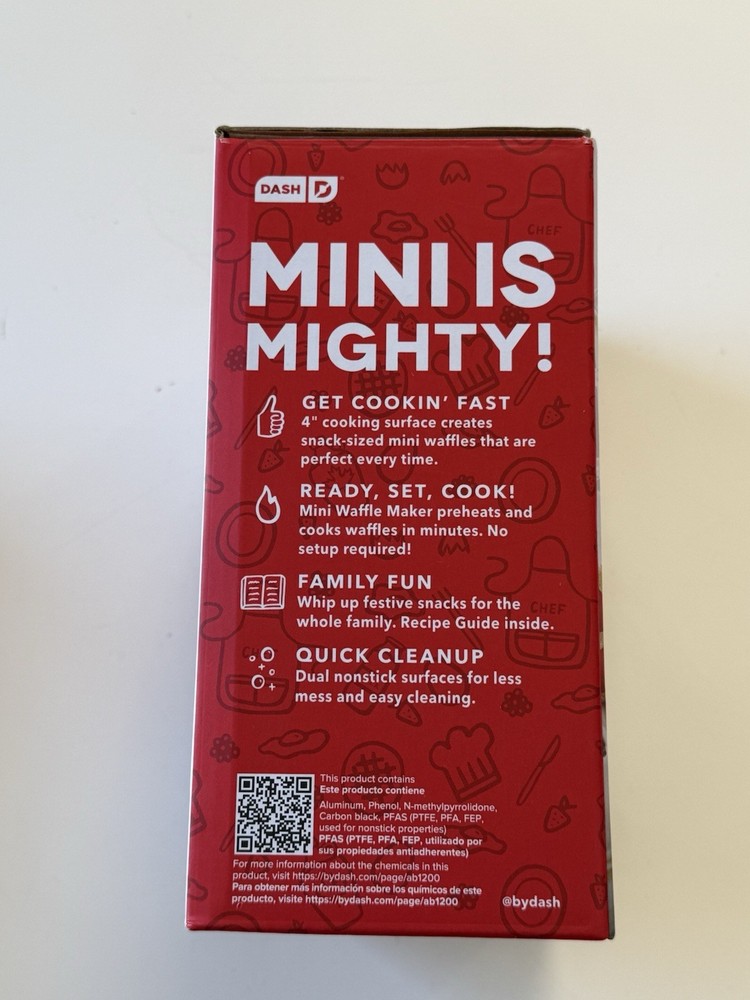 DASH
MINI IS
MIGHTY!
GET COOKIN' FAST
4" cooking surface creates
snack-sized mini waffles that are
perfect every time.
READY, SET, COOK!
Mini Waffle Maker preheats and
cooks waffles in minutes. No
setup required!
FAMILY FUN
Whip up festive snacks for the
whole family. Recipe Guide inside.
QUICK CLEANUP
Dual nonstick surfaces for less
mess and easy cleaning.
This product contains
Este producto contiene
Aluminum, Phenol, N-methylpyrrolidone,
Carbon black, PFAS (PTFE, PFA, FEP,
used for nonstick properties)
PFAS (PTFE, PFA, FEP, utilizado por
sus propiedades antiadherentes)
For more information about the chemicals in this
product, visit https://bydash.com/page/ab1200
Para obtener más información sobre los químicos de este
producto, visite https://bydash.com/page/ab1200
@bydash
CHEF
CHEF